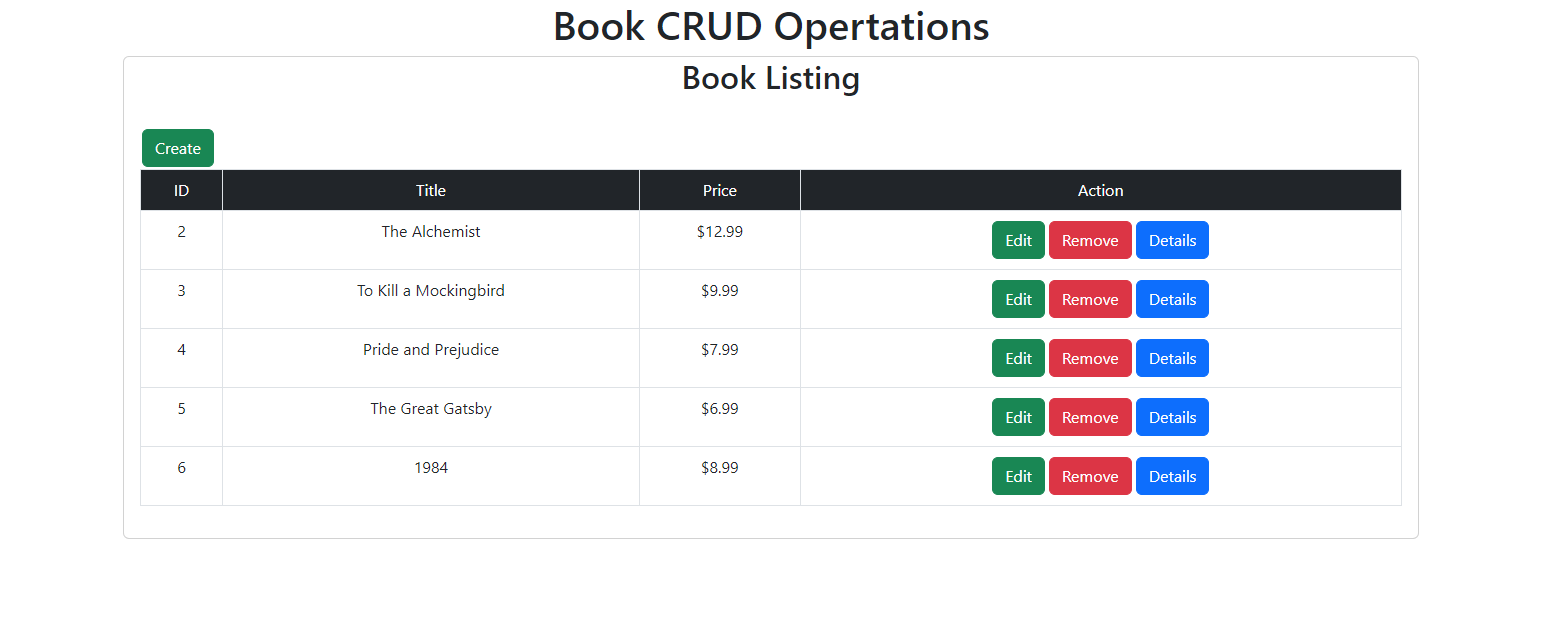 Book CRUD Opertations
Book Listing
Create
ID Title Price Action
2 The Alchemist $12.99 Edit Remove Details
3 To Kill a Mockingbird $9.99 Edit Remove Details
4 Pride and Prejudice $7.99 Edit Remove Details
5 The Great Gatsby $6.99 Edit Remove Details
6 1984 $8.99 Edit Remove Details